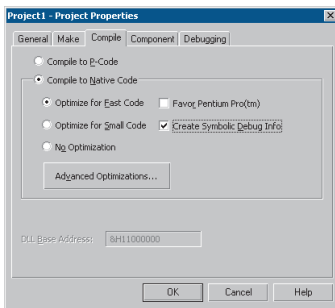 Project1 - Project Properties
General Make Compile Component Debugging
Compile to P-Code
Compile to Native Code
Optimize for Fast Code
Favor Pentium Pro(tm)
Optimize for Small Code
Create Symbolic Debug Info
No Optimization
Advanced Optimizations...
DLL Base Address: &H11000000
OK Cancel Help